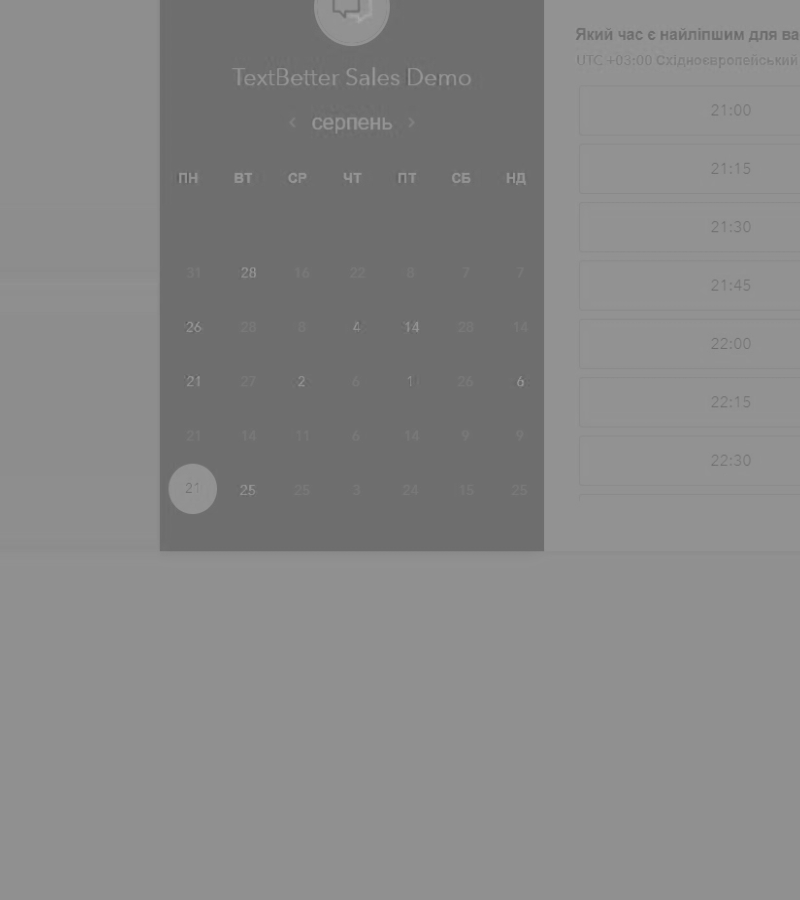 TextBetter Sales Demo
‹ серпень ›
ПН ВТ СР ЧТ ПТ СБ НД
31 28 16 22 8 7 7
26 28 8 4 14 28 14
21 27 2 6 1 26 6
21 14 11 6 14 9 9
21 25 25 3 24 15 25
Який час є найліпшим для ва
UTC +03:00 Східноєвропейський
21:00
21:15
21:30
21:45
22:00
22:15
22:30